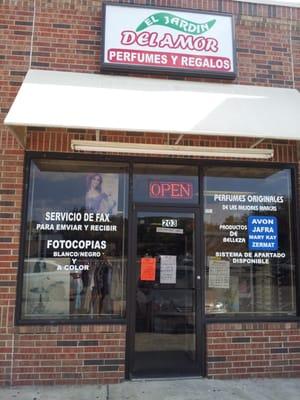 EL JARDIN
DEL AMOR
PERFUMES Y REGALOS
OPEN
203
SERVICIO DE FAX
PARA ENVIAR Y RECIBIR
FOTOCOPIAS
BLANCO/NEGRO
Y
A COLOR
PERFUMES ORIGINALES
DE LAS MEJORES MARCAS
PRODUCTOS
DE
BELLEZA
AVON
JAFRA
MARY KAY
ZERMAT
SISTEMA DE APARTADO
DISPONIBLE